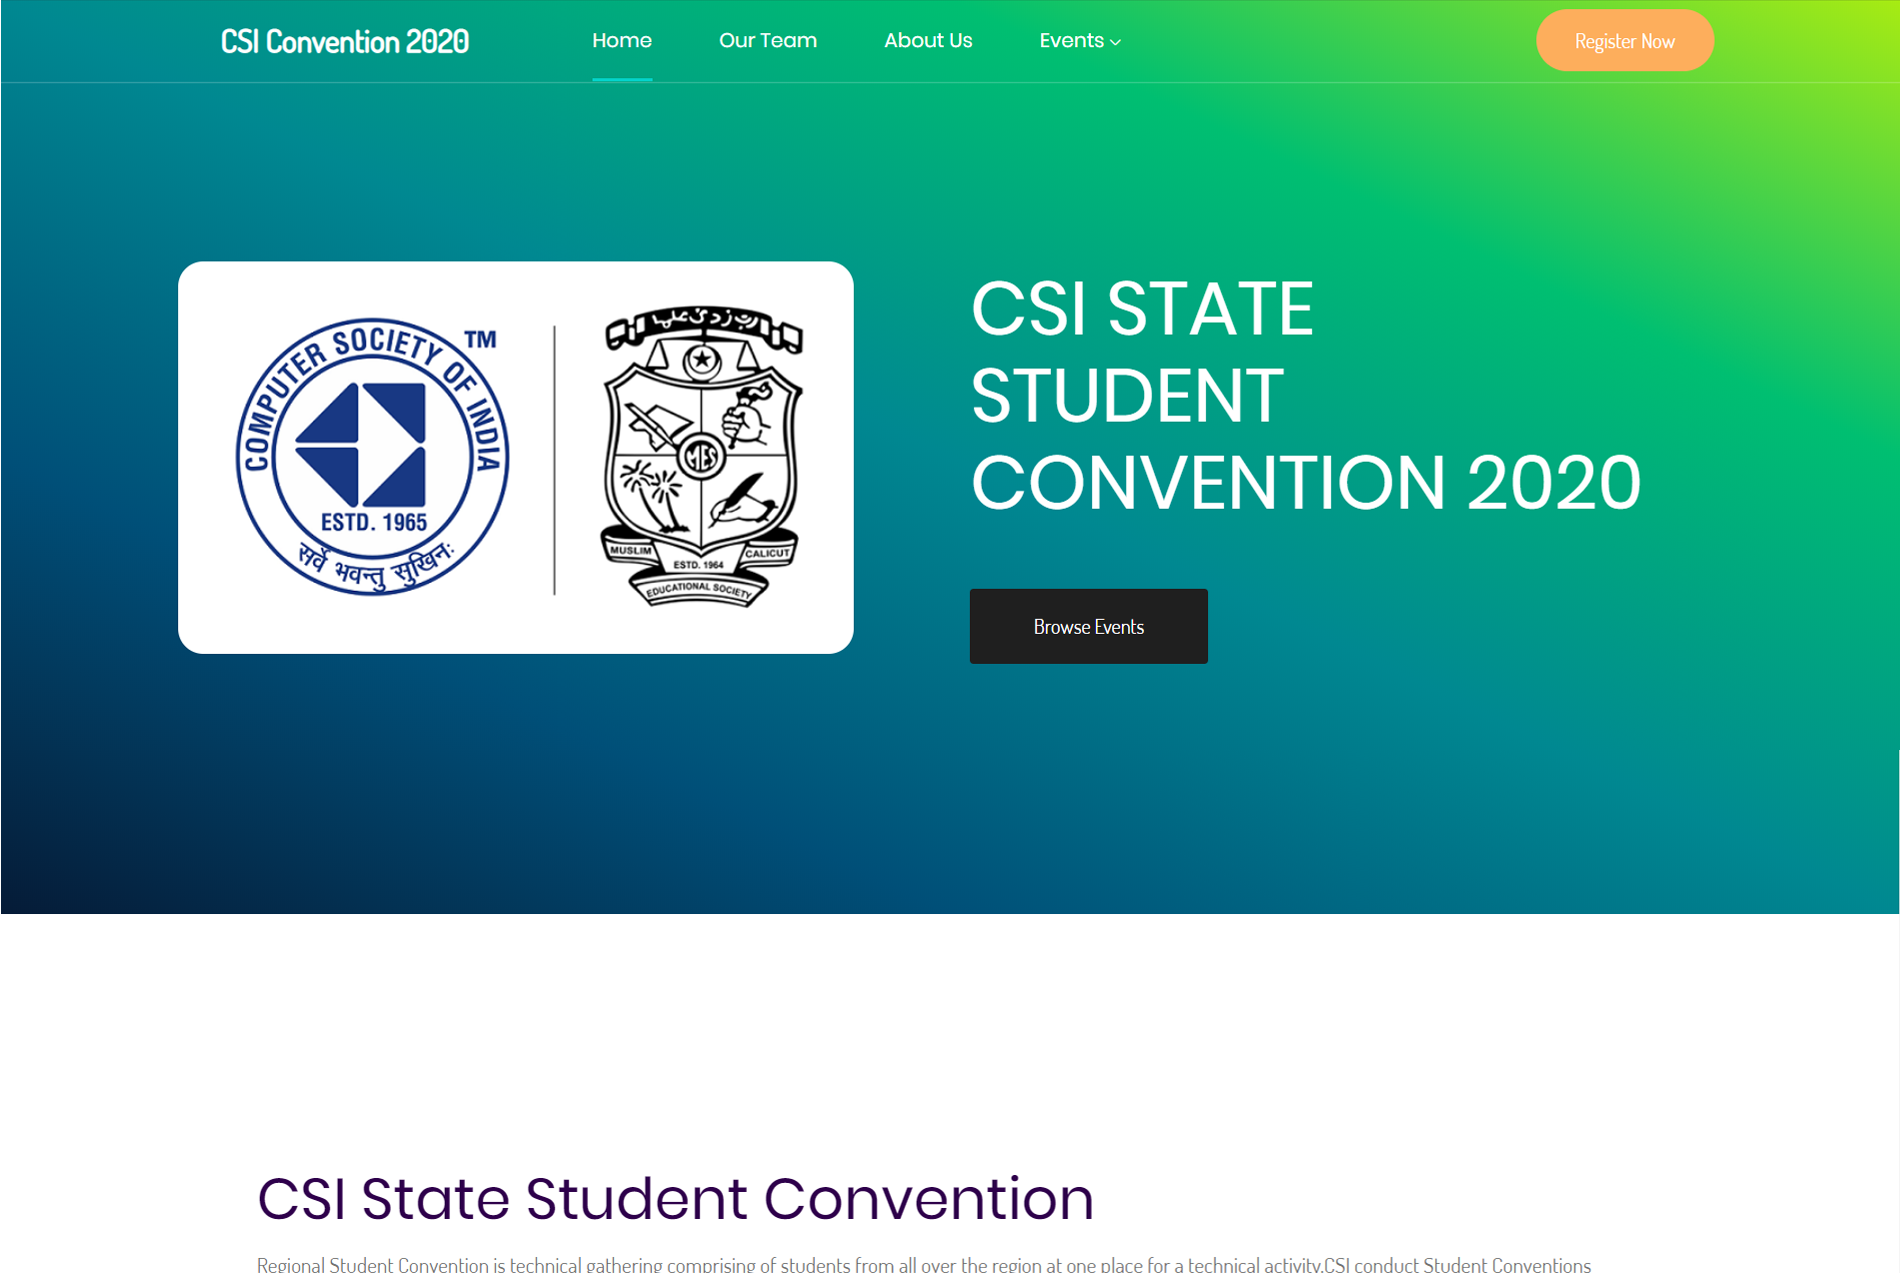 CSI Convention 2020
Home
Our Team
About Us
Events
Register Now
COMPUTER SOCIETY OF INDIA
TM
ESTD. 1965
सर्वे भवन्तु सुखिनः
MES
MUSLIM
CALICUT
ESTD. 1964
EDUCATIONAL SOCIETY
CSI STATE
STUDENT
CONVENTION 2020
Browse Events
CSI State Student Convention
Regional Student Convention is technical gathering comprising of students from all over the region at one place for a technical activity.CSI conduct Student Conventions